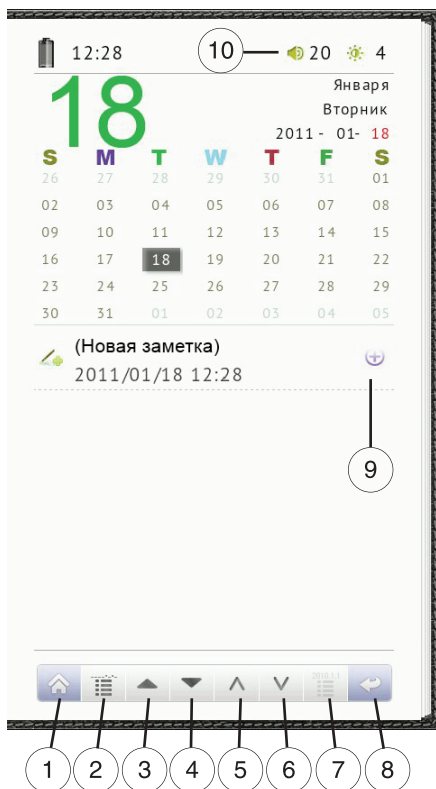 12:28 10 20 4
18
Января
Вторник
2011 - 01- 18
S M T W T F S
26 27 28 29 30 31 01
02 03 04 05 06 07 08
09 10 11 12 13 14 15
16 17 18 19 20 21 22
23 24 25 26 27 28 29
30 31 01 02 03 04 05
(Новая заметка)
2011/01/18 12:28
9
2010.1.1
1 2 3 4 5 6 7 8